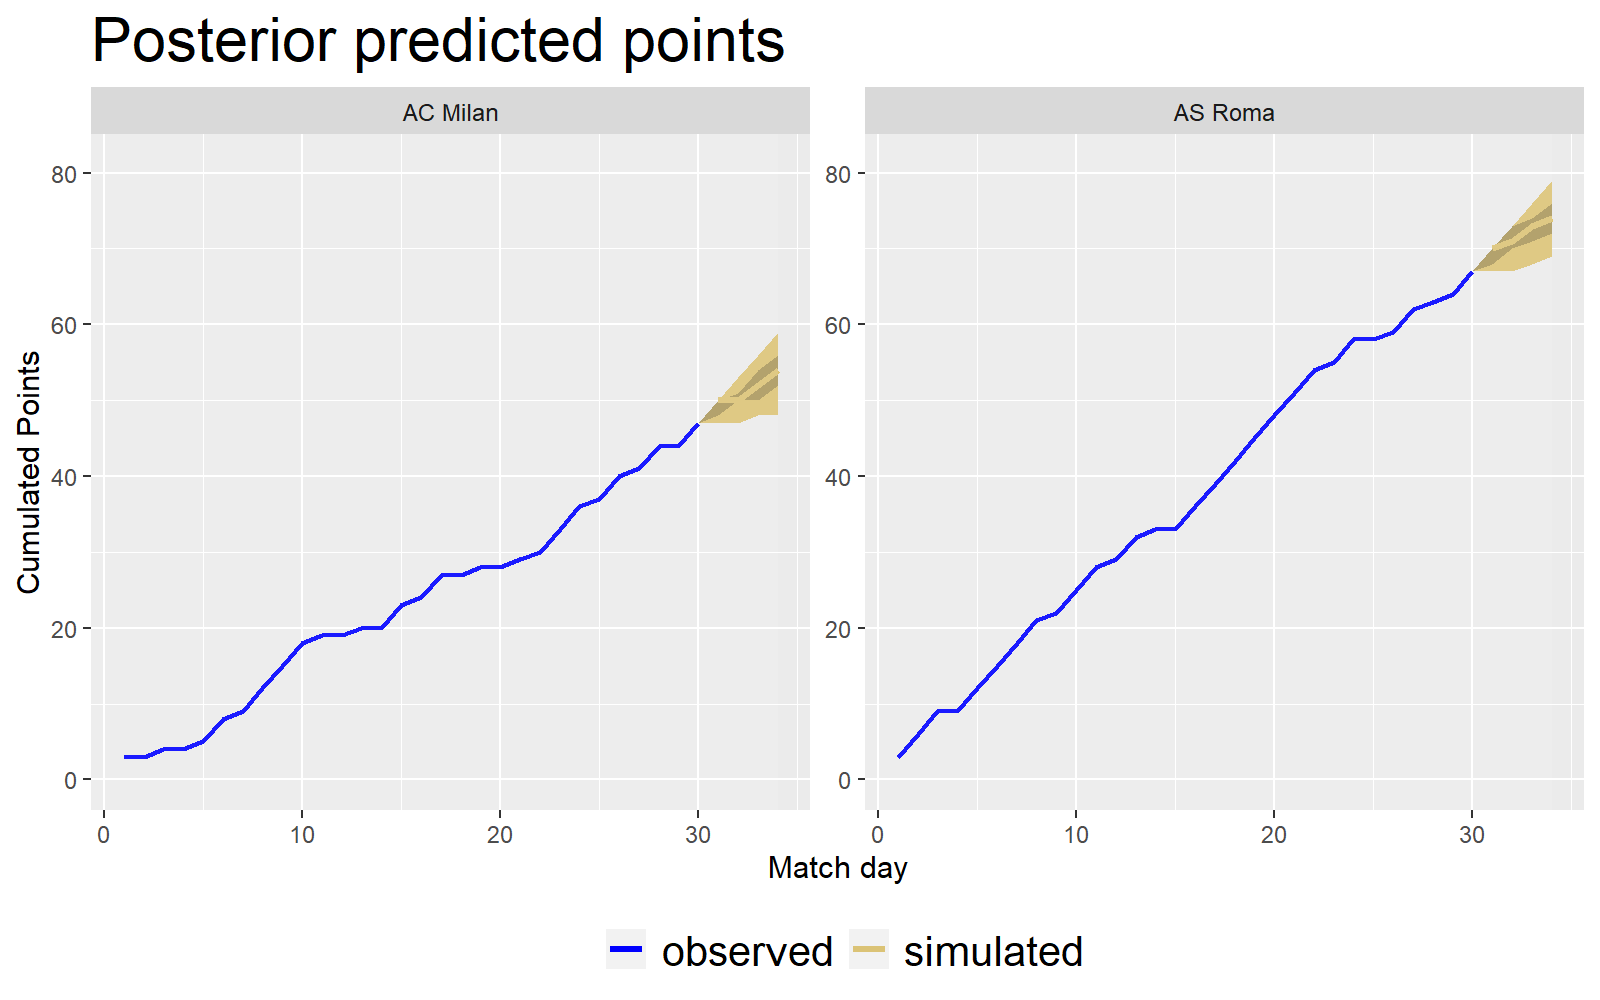 Posterior predicted points
AC Milan
AS Roma
Cumulated Points
80
60
40
20
0
80
60
40
20
0
0 10 20 30
0 10 20 30
Match day
observed simulated